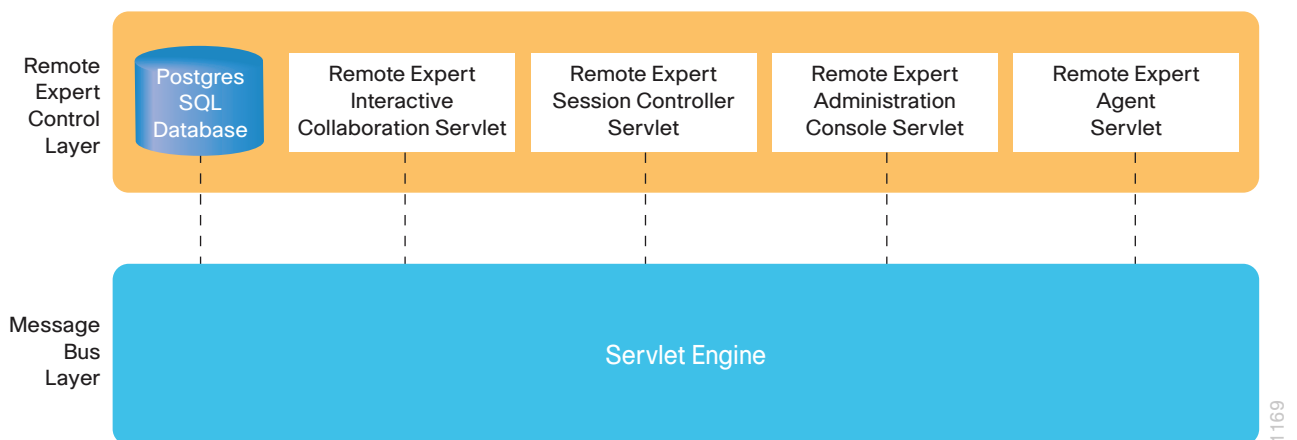 Remote
Expert
Control
Layer
Postgres
SQL
Database
Remote Expert
Interactive
Collaboration Servlet
Remote Expert
Session Controller
Servlet
Remote Expert
Administration
Console Servlet
Remote Expert
Agent
Servlet
Message
Bus
Layer
Servlet Engine
1169